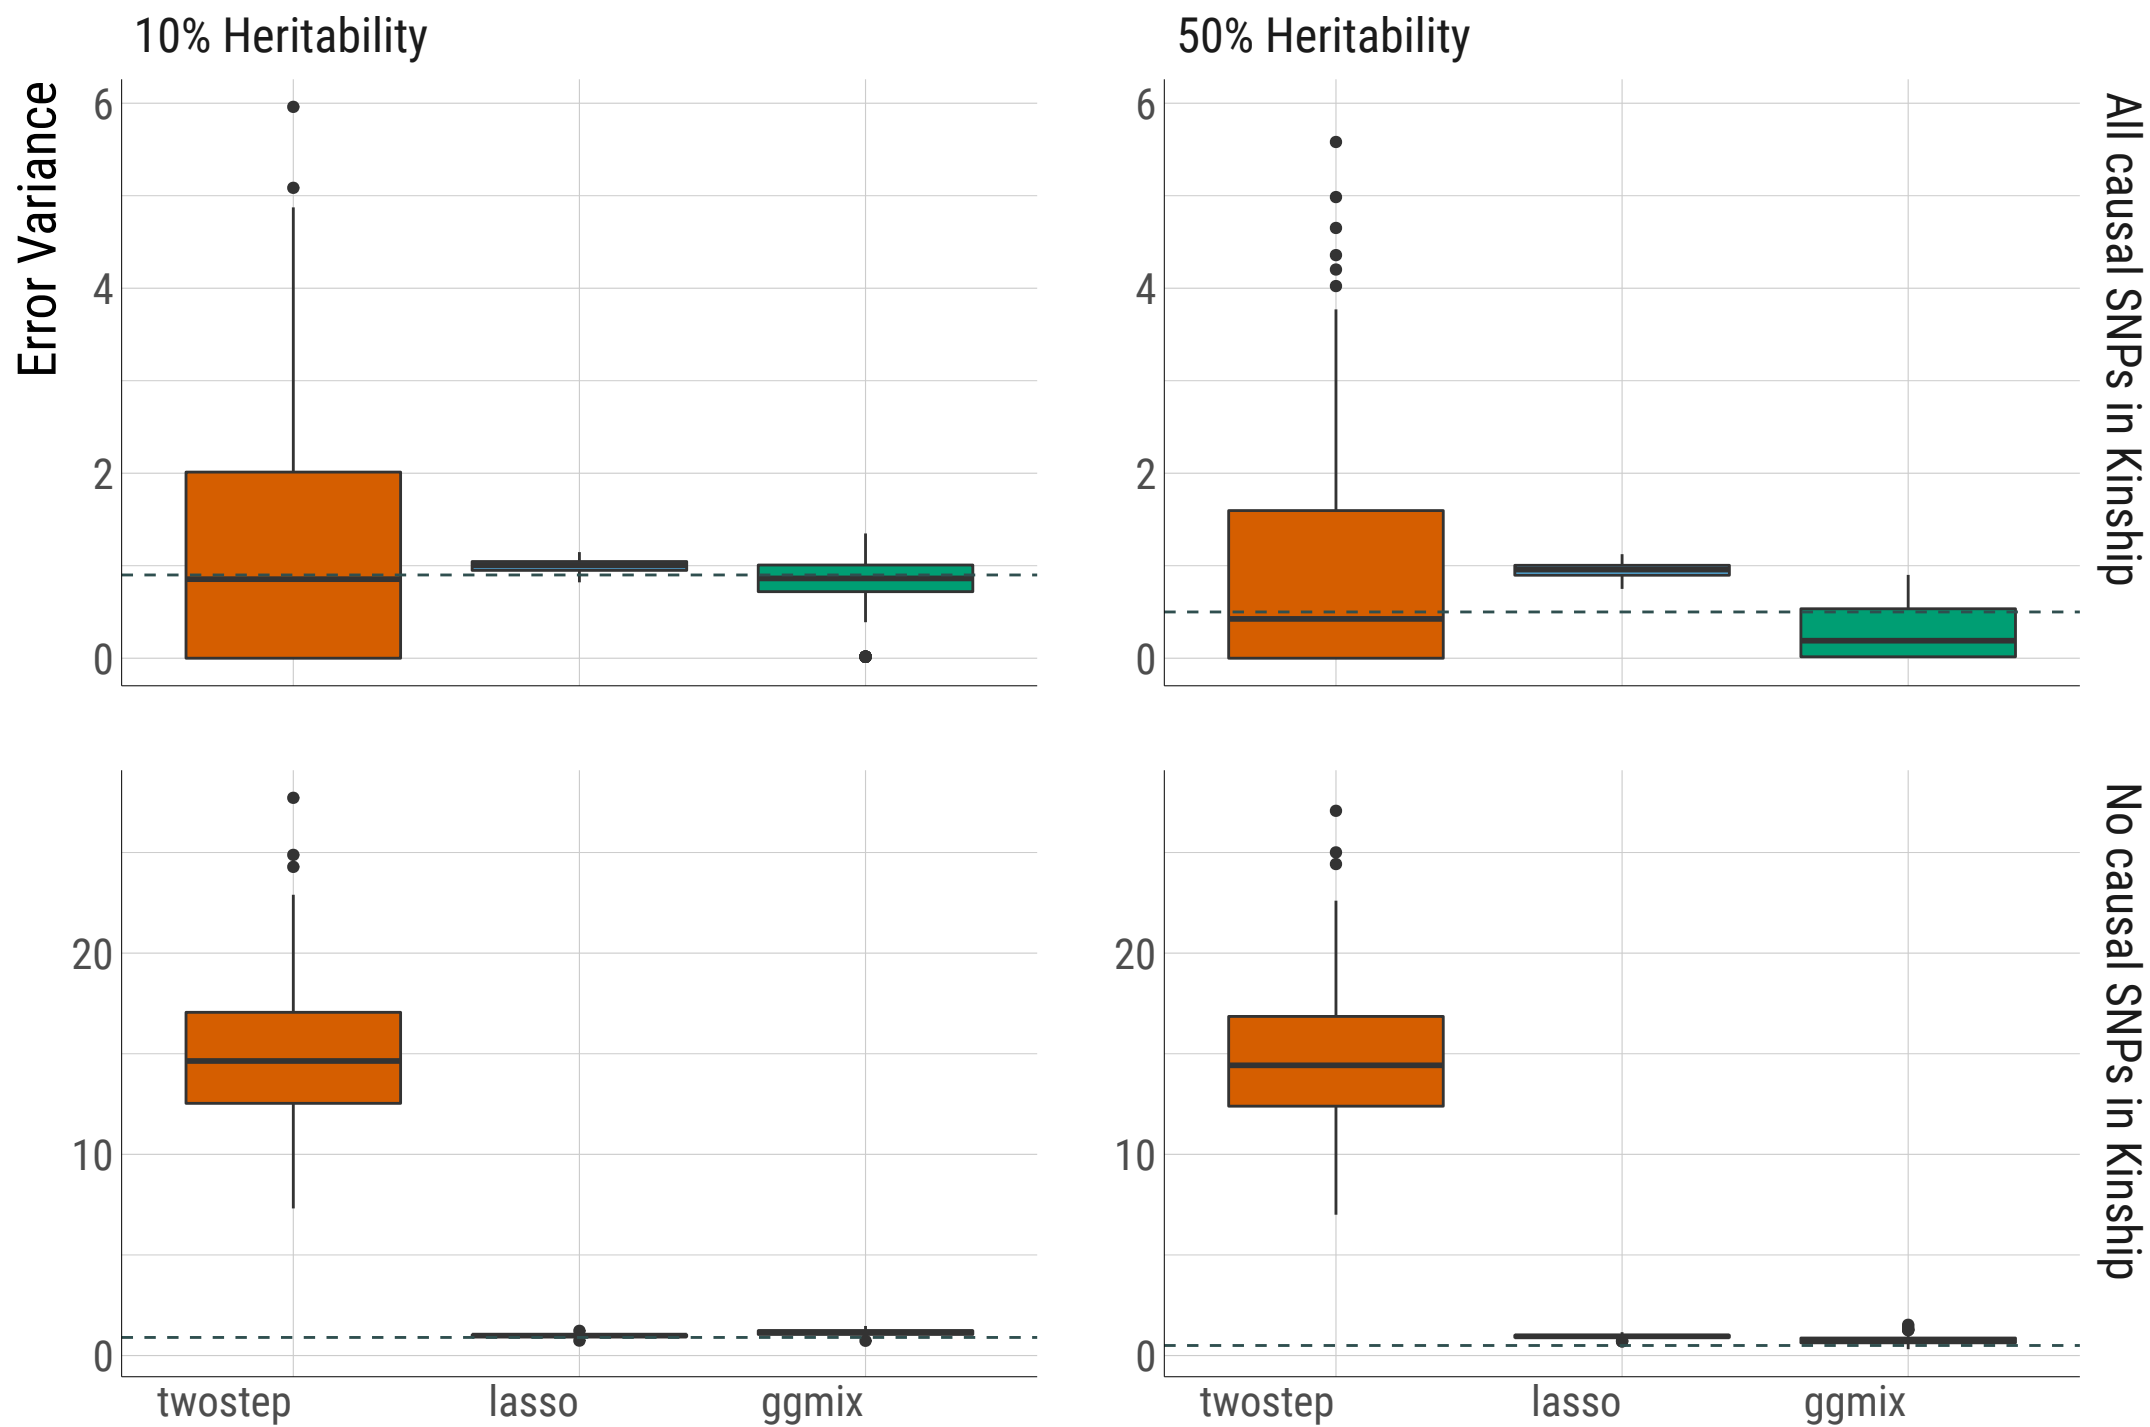 10% Heritability
50% Heritability
Error Variance
6
4
2
0
6
4
2
0
All causal SNPs in Kinship
20
10
0
20
10
0
No causal SNPs in Kinship
twostep lasso ggmix
twostep lasso ggmix